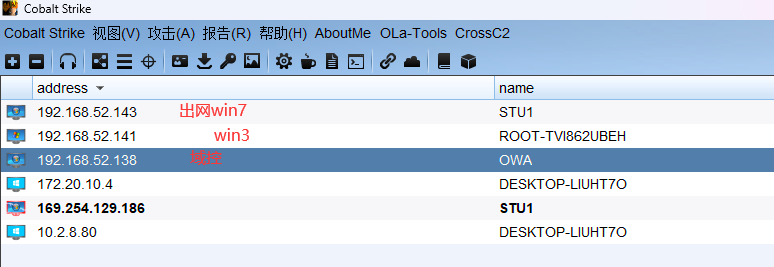 Cobalt Strike
Cobalt Strike 视图(V) 攻击(A) 报告(R) 帮助(H) AboutMe OLa-Tools CrossC2
address name
192.168.52.143 出网win7 STU1
192.168.52.141 win3 ROOT-TVI862UBEH
192.168.52.138 OWA
172.20.10.4 DESKTOP-LIUHT7O
169.254.129.186 STU1
10.2.8.80 DESKTOP-LIUHT7O